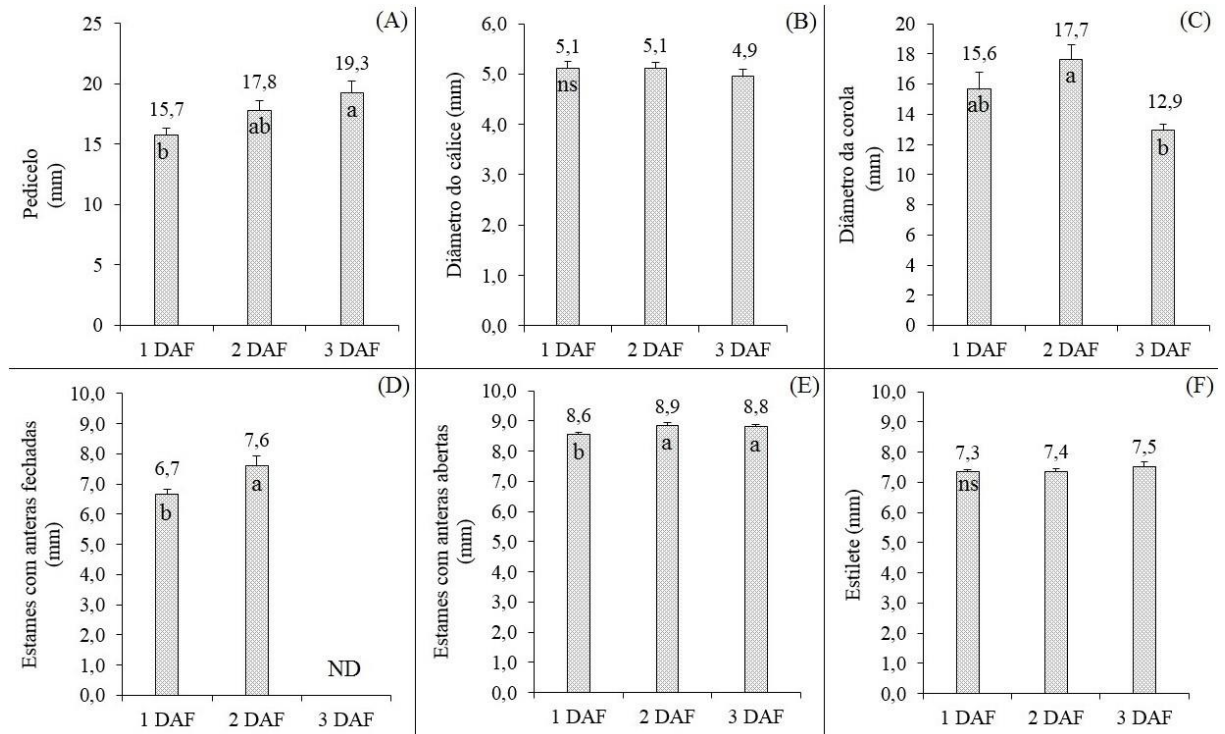 (A)
Pedicelo
(mm)
25
20
15
10
5
0
15,7
17,8
19,3
b
ab
a
1 DAF
2 DAF
3 DAF
(B)
Diâmetro do cálice (mm)
6,0
5,0
4,0
3,0
2,0
1,0
0,0
5,1
5,1
4,9
ns
1 DAF
2 DAF
3 DAF
(C)
Diâmetro da corola
(mm)
20
18
16
14
12
10
8
6
4
2
0
15,6
17,7
12,9
ab
a
b
1 DAF
2 DAF
3 DAF
(D)
Estames com anteras fechadas
(mm)
10,0
9,0
8,0
7,0
6,0
5,0
4,0
3,0
2,0
1,0
0,0
6,7
7,6
b
a
ND
1 DAF
2 DAF
3 DAF
(E)
Estames com anteras abertas
(mm)
10,0
9,0
8,0
7,0
6,0
5,0
4,0
3,0
2,0
1,0
0,0
8,6
8,9
8,8
b
a
a
1 DAF
2 DAF
3 DAF
(F)
Estilete (mm)
10,0
9,0
8,0
7,0
6,0
5,0
4,0
3,0
2,0
1,0
0,0
7,3
7,4
7,5
ns
1 DAF
2 DAF
3 DAF